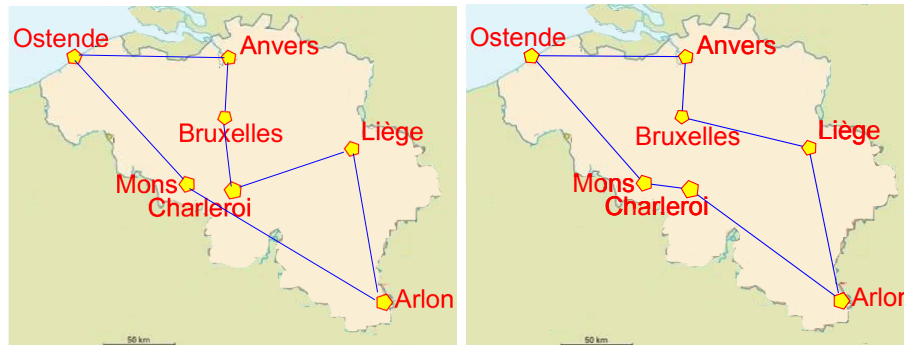 Ostende
Anvers
Bruxelles
Liège
Mons
Charleroi
Arlon
50 km
Ostende
Anvers
Bruxelles
Liège
Mons
Charleroi
Arlon
50 km